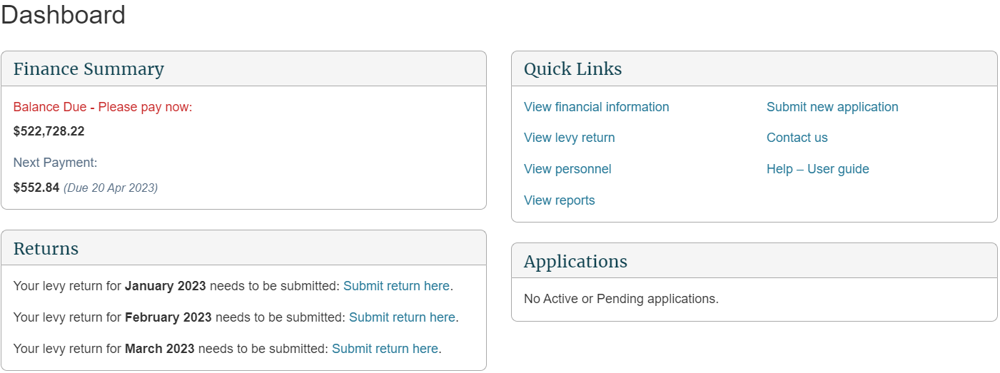 Dashboard
Finance Summary
Balance Due - Please pay now:
$522,728.22
Next Payment:
$552.84 (Due 20 Apr 2023)
Returns
Your levy return for January 2023 needs to be submitted: Submit return here.
Your levy return for February 2023 needs to be submitted: Submit return here.
Your levy return for March 2023 needs to be submitted: Submit return here.
Quick Links
View financial information
View levy return
View personnel
View reports
Submit new application
Contact us
Help – User guide
Applications
No Active or Pending applications.